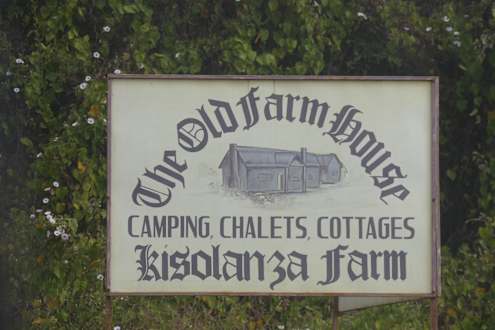 The Old Farm House
CAMPING, CHALETS, COTTAGES
Kisolanza Farm